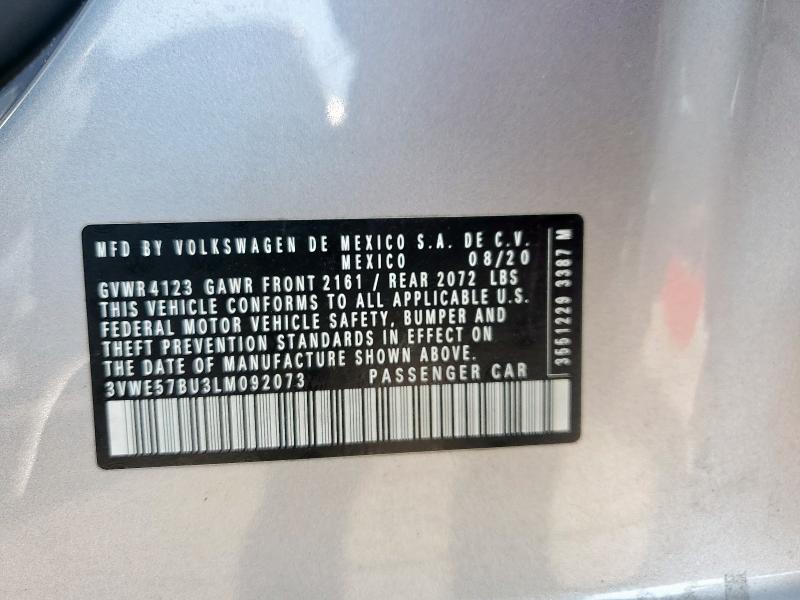 MFD BY VOLKSWAGEN DE MEXICO S.A. DE C.V.
MEXICO 08/20
GVWR 4123 GAWR FRONT 2161 / REAR 2072 LBS
THIS VEHICLE CONFORMS TO ALL APPLICABLE U.S.
FEDERAL MOTOR VEHICLE SAFETY, BUMPER AND
THEFT PREVENTION STANDARDS IN EFFECT ON
THE DATE OF MANUFACTURE SHOWN ABOVE.
3VWE57BU3LM092073 PASSENGER CAR
3551229 3387 M